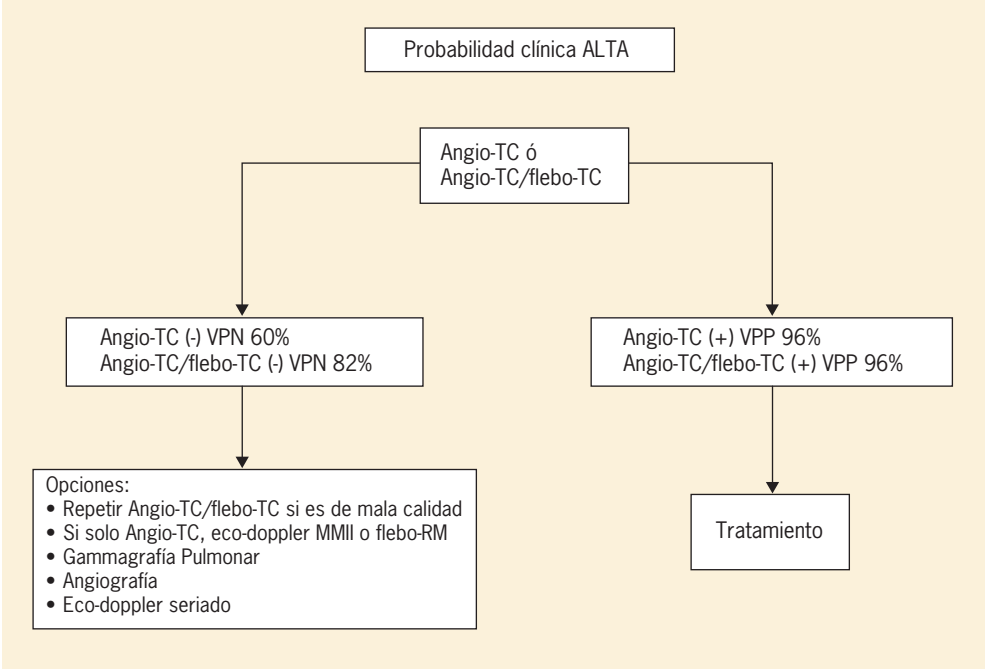 Probabilidad clínica ALTA
Angio-TC ó
Angio-TC/flebo-TC
Angio-TC (-) VPN 60%
Angio-TC/flebo-TC (-) VPN 82%
Angio-TC (+) VPP 96%
Angio-TC/flebo-TC (+) VPP 96%
Opciones:
• Repetir Angio-TC/flebo-TC si es de mala calidad
• Si solo Angio-TC, eco-doppler MMII o flebo-RM
• Gammagrafía Pulmonar
• Angiografía
• Eco-doppler seriado
Tratamiento